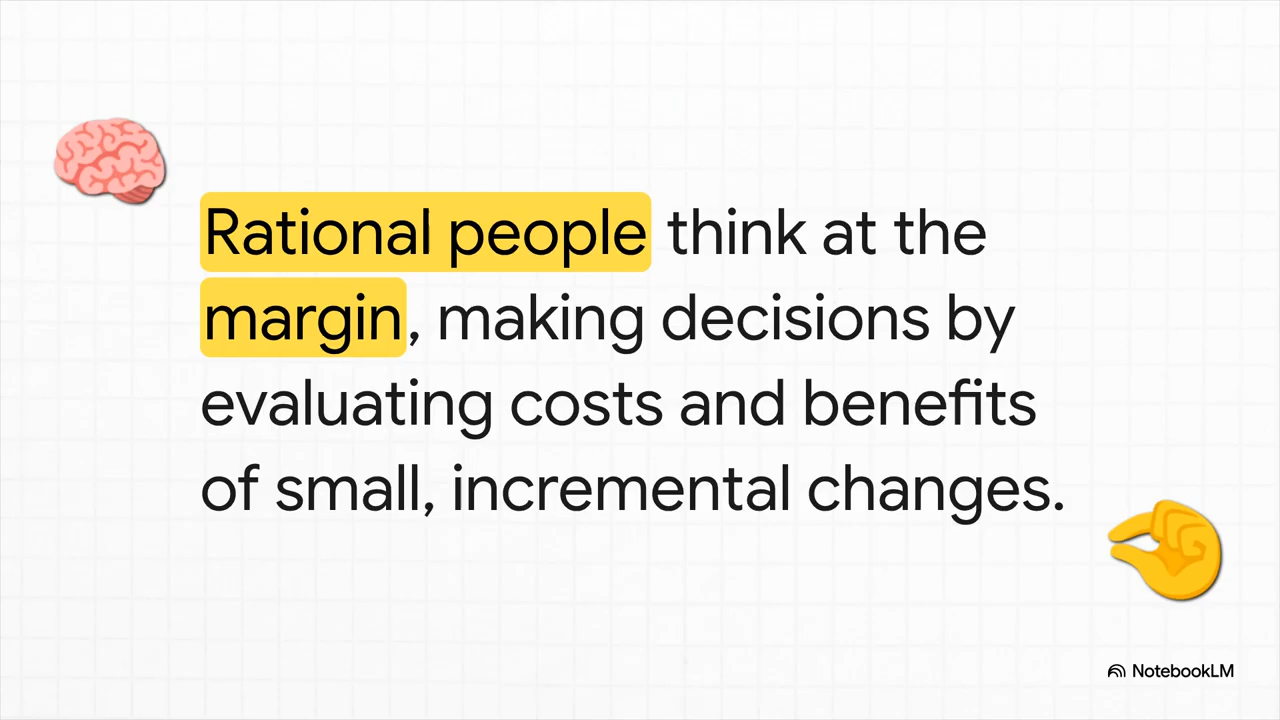 Rational people think at the
margin, making decisions by
evaluating costs and benefits
of small, incremental changes.
NotebookLM